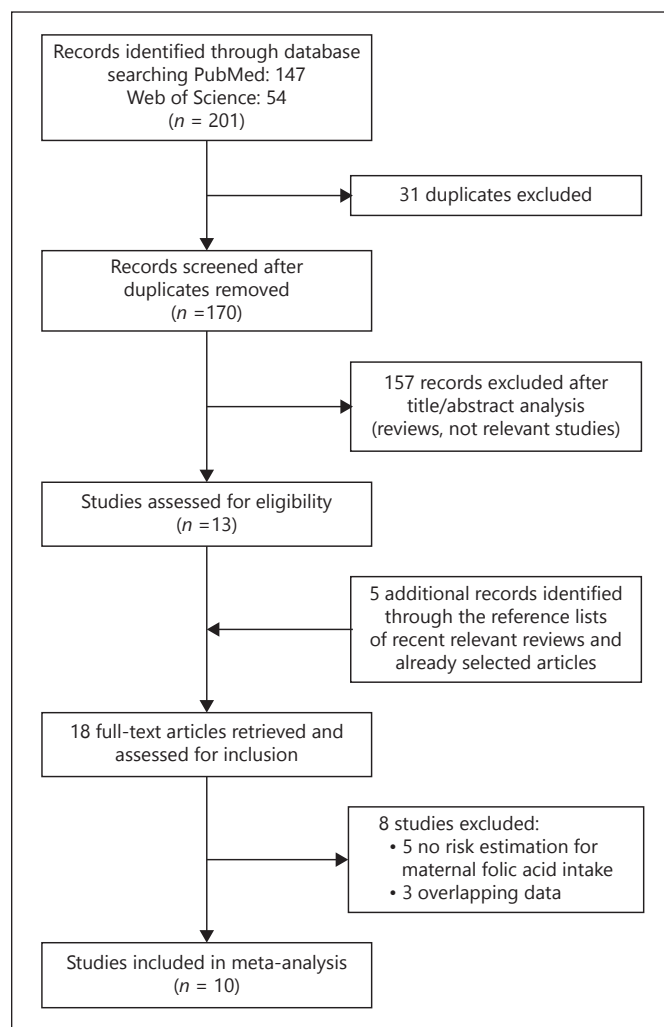 Records identified through database
searching PubMed: 147
Web of Science: 54
(n = 201)
31 duplicates excluded
Records screened after
duplicates removed
(n =170)
157 records excluded after
title/abstract analysis
(reviews, not relevant studies)
Studies assessed for eligibility
(n =13)
5 additional records identified
through the reference lists
of recent relevant reviews and
already selected articles
18 full-text articles retrieved and
assessed for inclusion
8 studies excluded:
• 5 no risk estimation for
maternal folic acid intake
• 3 overlapping data
Studies included in meta-analysis
(n = 10)